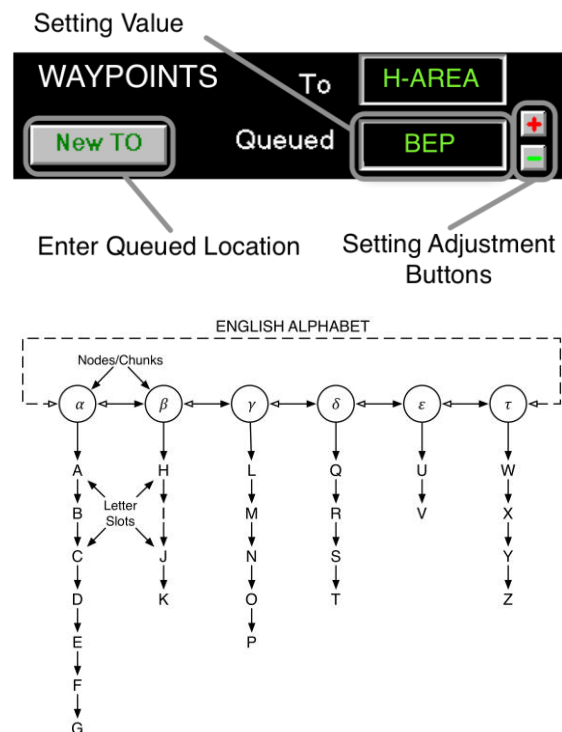 Setting Value
WAYPOINTS To H-AREA
New TO Queued BEP + −
Enter Queued Location
Setting Adjustment
Buttons
ENGLISH ALPHABET
Nodes/Chunks
α β γ δ ε τ
A H L Q U W
B I M R V X
Letter
Slots
C J N S Y
D K O T Z
E P
F
G